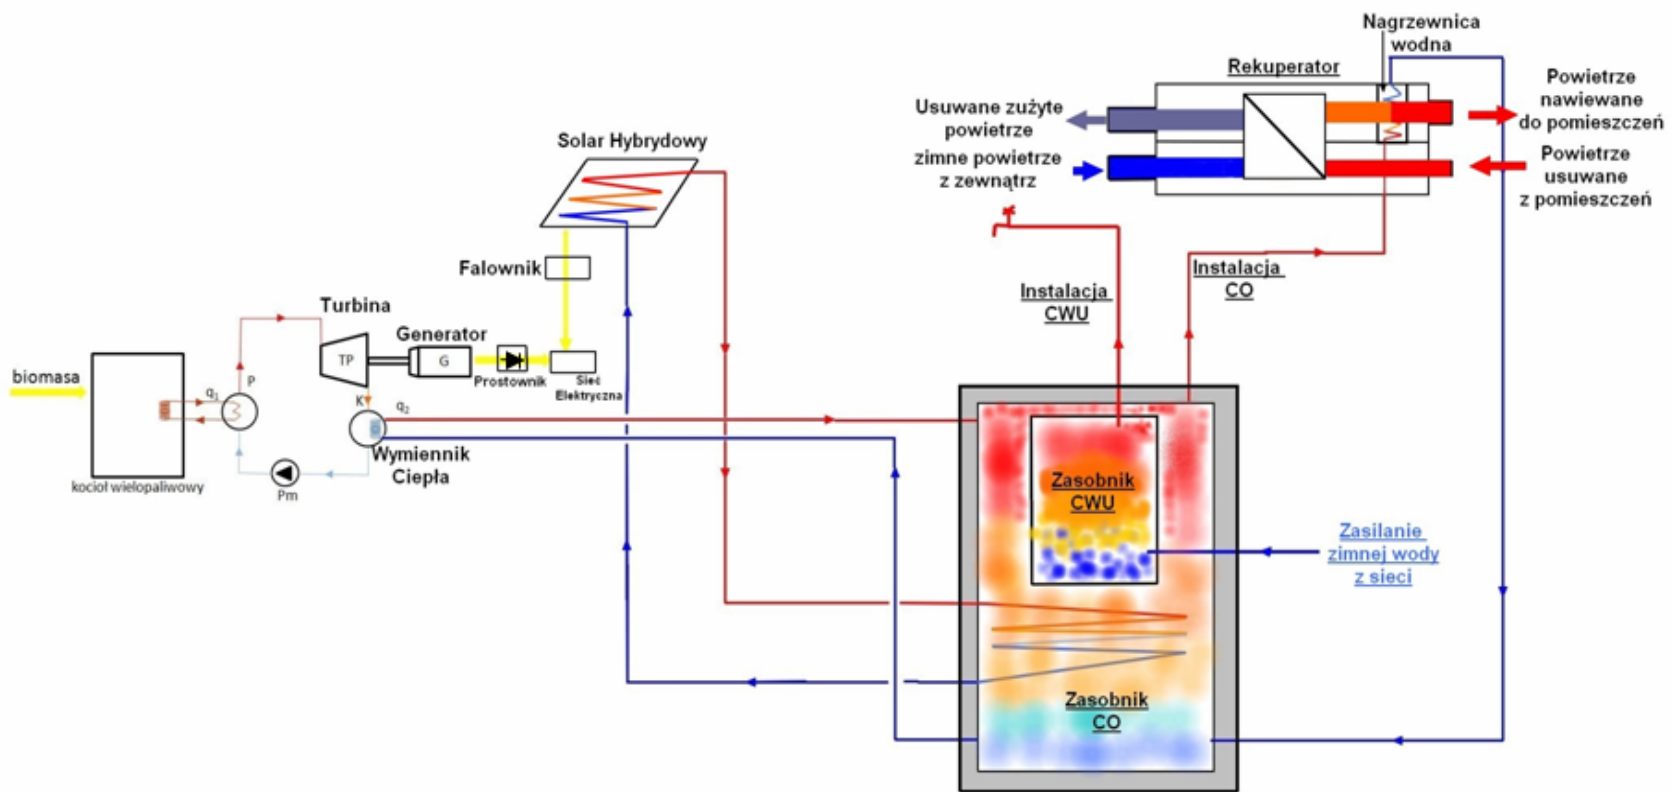 Nagrzewnica
wodna
Rekuperator
Usuwane zużyte
powietrze
zimne powietrze
z zewnątrz
Powietrze
nawiewane
do pomieszczeń
Powietrze
usuwane
z pomieszczeń
Solar Hybrydowy
Falownik
Turbina
TP
Generator
G
Prostownik
Sieć
Elektryczna
biomasa
q1
P
K
q2
Wymiennik
Ciepła
kocioł wielopaliwowy
Pm
Instalacja
CWU
Instalacja
CO
Zasobnik
CWU
Zasilanie
zimnej wody
z sieci
Zasobnik
CO